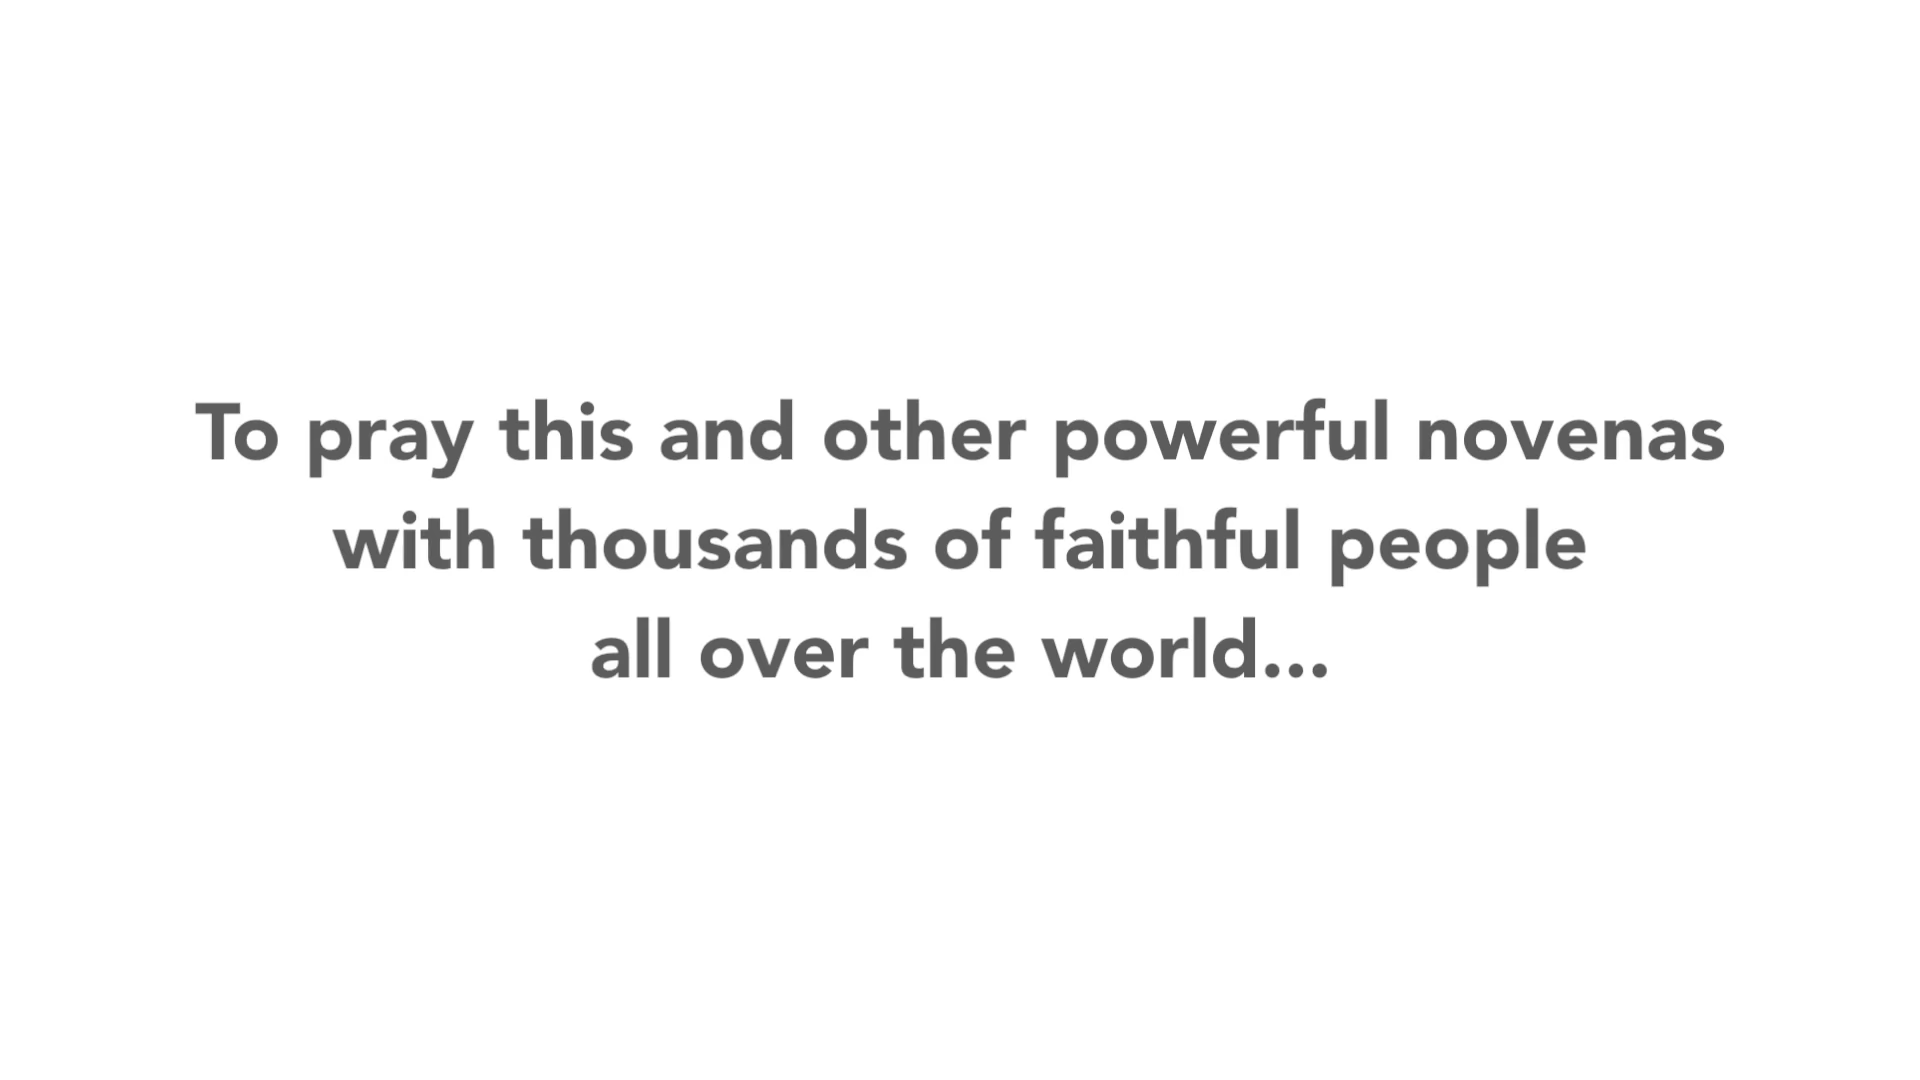 To pray this and other powerful novenas
with thousands of faithful people
all over the world...